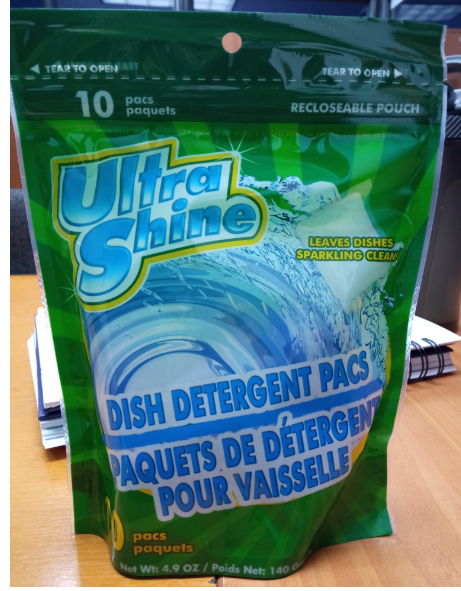 ◄ TEAR TO OPEN
TEAR TO OPEN ►
10 pacs
paquets
RECLOSEABLE POUCH
Ultra
Shine
LEAVES DISHES
SPARKLING CLEAN
DISH DETERGENT PACS
PAQUETS DE DÉTERGENT
POUR VAISSELLE
pacs
paquets
Net Wt: 4.9 OZ / Poids Net: 140